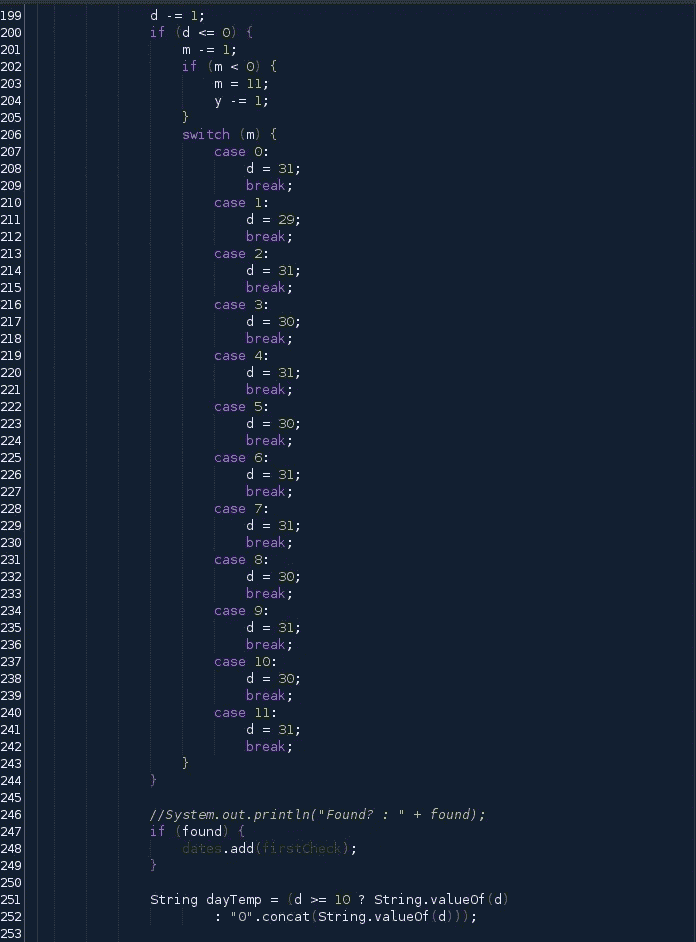 199 d -= 1;
200 if (d <= 0) {
201 m -= 1;
202 if (m < 0) {
203 m = 11;
204 y -= 1;
205 }
206 switch (m) {
207 case 0:
208 d = 31;
209 break;
210 case 1:
211 d = 29;
212 break;
213 case 2:
214 d = 31;
215 break;
216 case 3:
217 d = 30;
218 break;
219 case 4:
220 d = 31;
221 break;
222 case 5:
223 d = 30;
224 break;
225 case 6:
226 d = 31;
227 break;
228 case 7:
229 d = 31;
230 break;
231 case 8:
232 d = 30;
233 break;
234 case 9:
235 d = 31;
236 break;
237 case 10:
238 d = 30;
239 break;
240 case 11:
241 d = 31;
242 break;
243 }
244 }
245
246 //System.out.println("Found? : " + found);
247 if (found) {
248 dates.add(firstCheck);
249 }
250
251 String dayTemp = (d >= 10 ? String.valueOf(d)
252 : "0".concat(String.valueOf(d)));
253